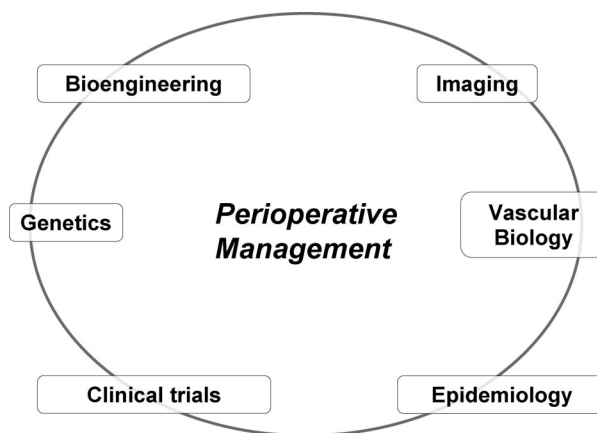 Bioengineering
Imaging
Genetics
Perioperative
Management
Vascular
Biology
Clinical trials
Epidemiology